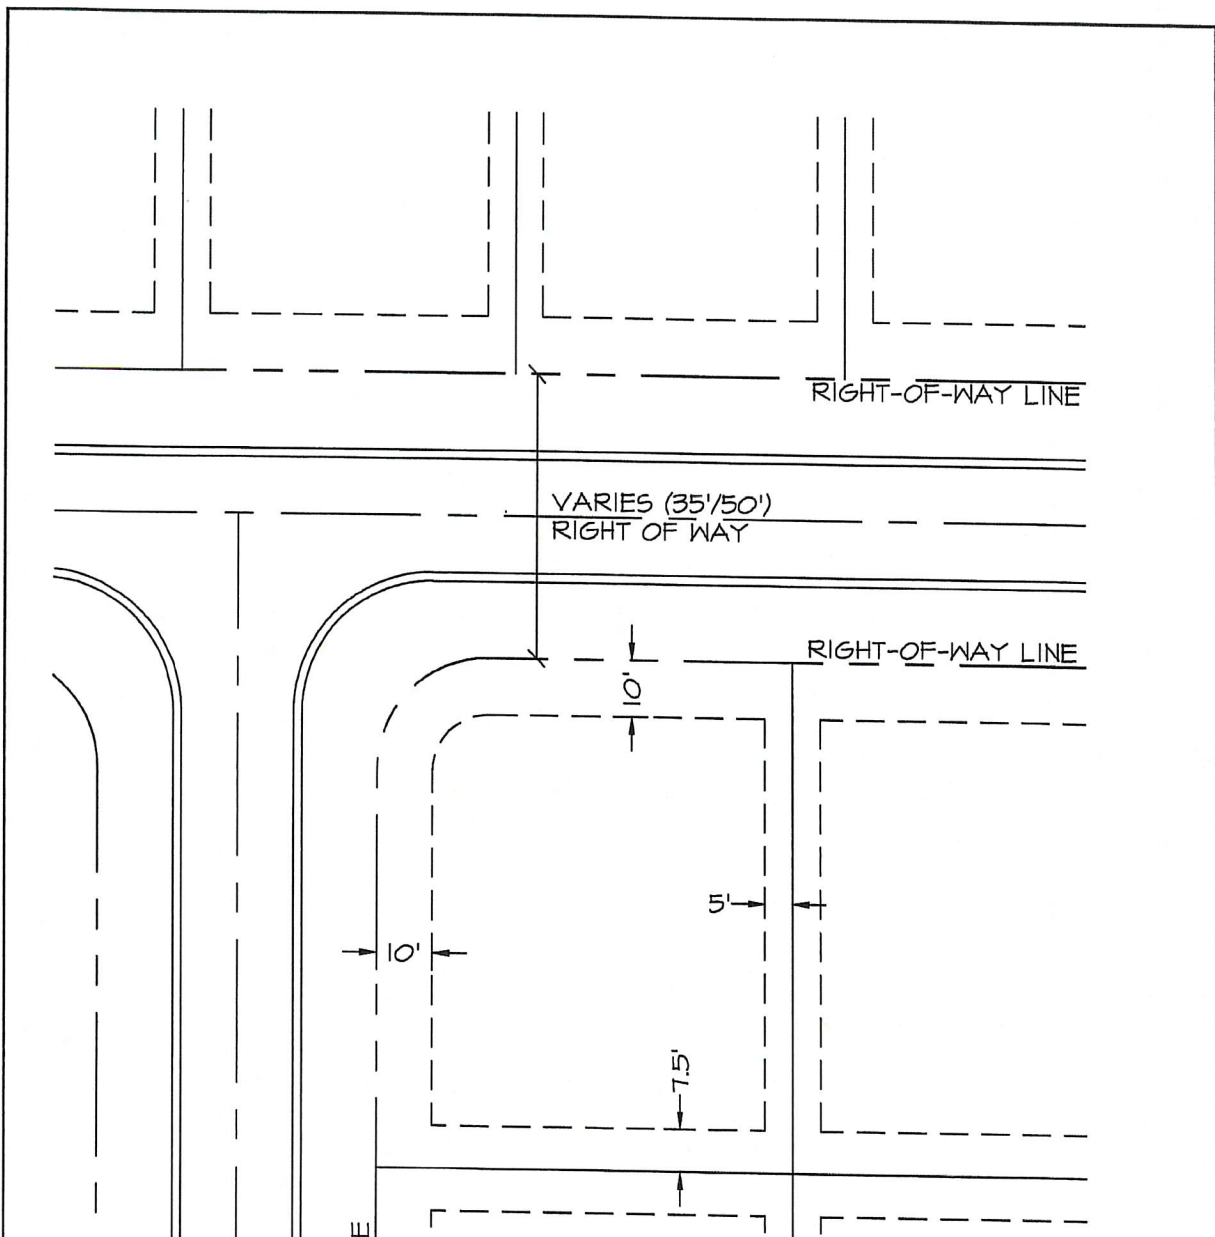 RIGHT-OF-WAY LINE
VARIES (35'/50')
RIGHT OF WAY
RIGHT-OF-WAY LINE
10'
5'
10'
7.5'
E